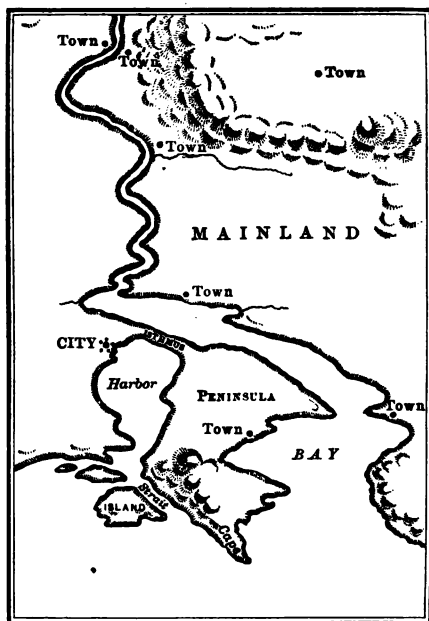 Town
Town
Town
Town
MAINLAND
Town
ISTHMUS
CITY
Harbor
PENINSULA
Town
Town
BAY
Strait
ISLAND
Cape